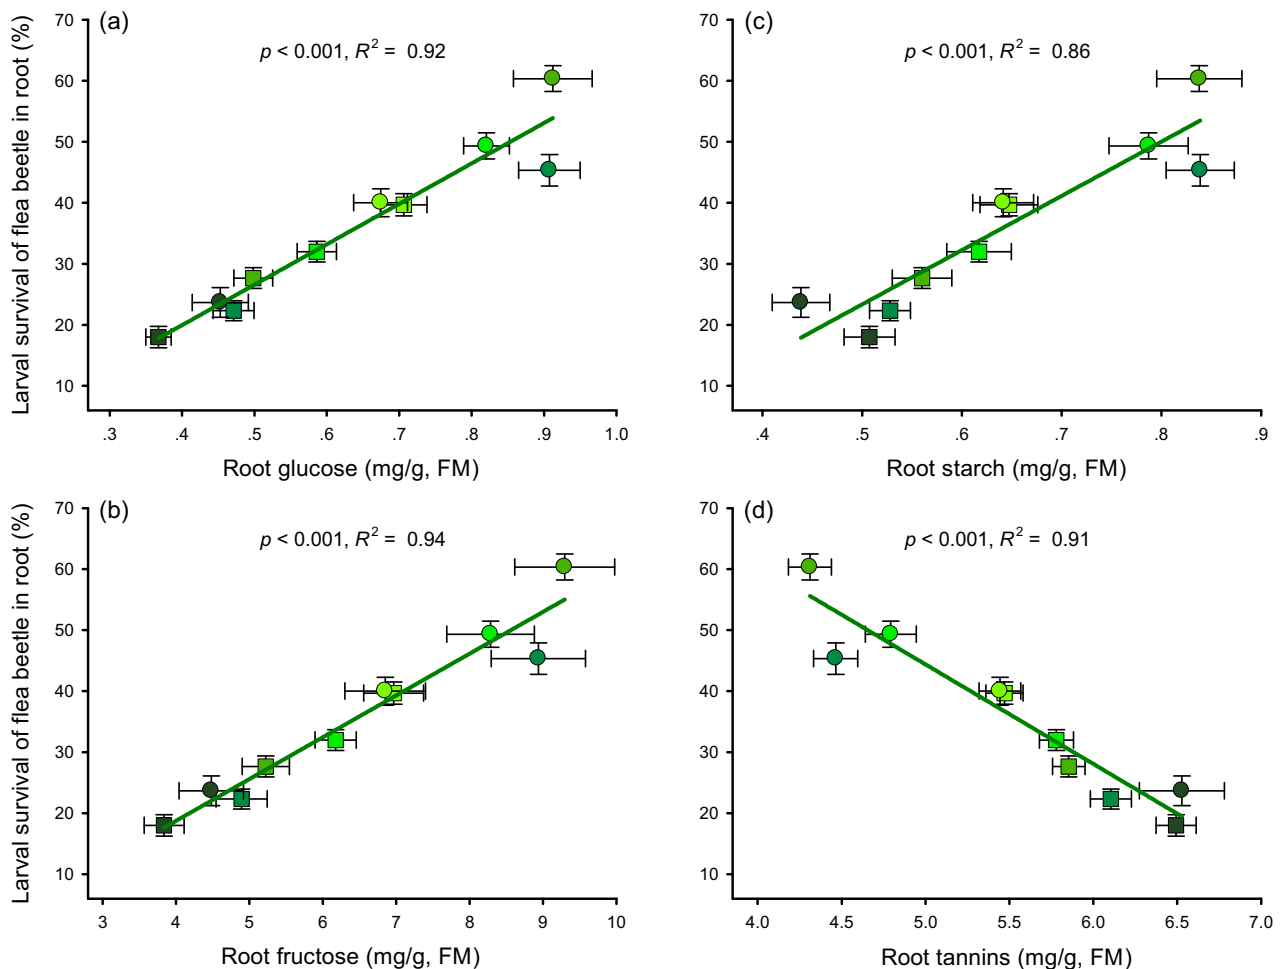 (a)
p < 0.001, R² = 0.92
Larval survival of flea beetle in root (%)
70
60
50
40
30
20
10
.3 .4 .5 .6 .7 .8 .9 1.0
Root glucose (mg/g, FM)
(c)
p < 0.001, R² = 0.86
70
60
50
40
30
20
10
.4 .5 .6 .7 .8 .9
Root starch (mg/g, FM)
(b)
p < 0.001, R² = 0.94
Larval survival of flea beetle in root (%)
70
60
50
40
30
20
10
3 4 5 6 7 8 9 10
Root fructose (mg/g, FM)
(d)
p < 0.001, R² = 0.91
70
60
50
40
30
20
10
4.0 4.5 5.0 5.5 6.0 6.5 7.0
Root tannins (mg/g, FM)